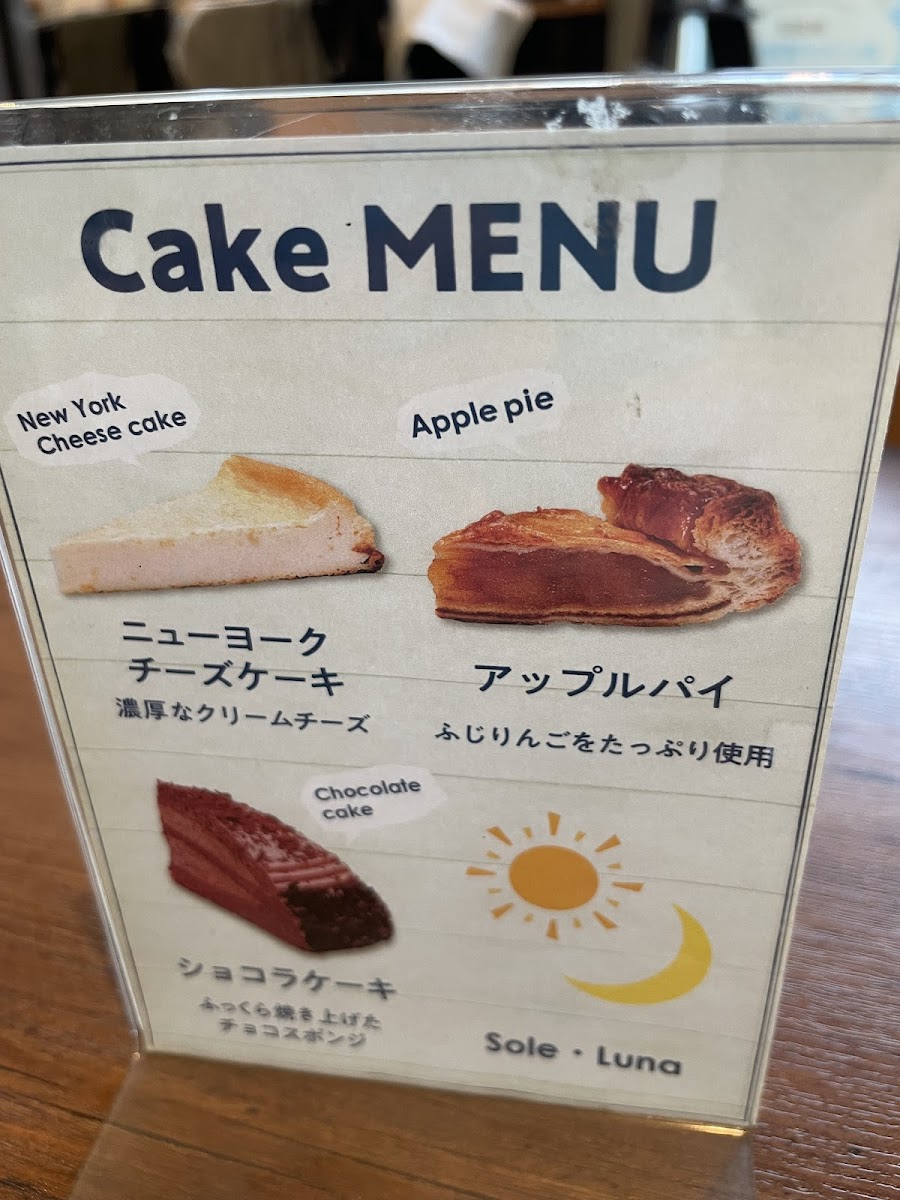 Cake MENU
New York
Cheese cake
Apple pie
ニューヨーク
チーズケーキ
濃厚なクリームチーズ
アップルパイ
ふじりんごをたっぷり使用
Chocolate
cake
ショコラケーキ
ふっくら焼き上げた
チョコスポンジ
Sole・Luna